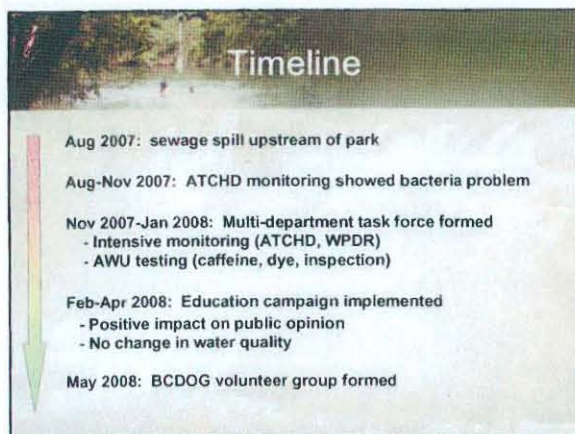 Timeline
Aug 2007: sewage spill upstream of park
Aug-Nov 2007: ATCHD monitoring showed bacteria problem
Nov 2007-Jan 2008: Multi-department task force formed
- Intensive monitoring (ATCHD, WPDR)
- AWU testing (caffeine, dye, inspection)
Feb-Apr 2008: Education campaign implemented
- Positive impact on public opinion
- No change in water quality
May 2008: BCDOG volunteer group formed